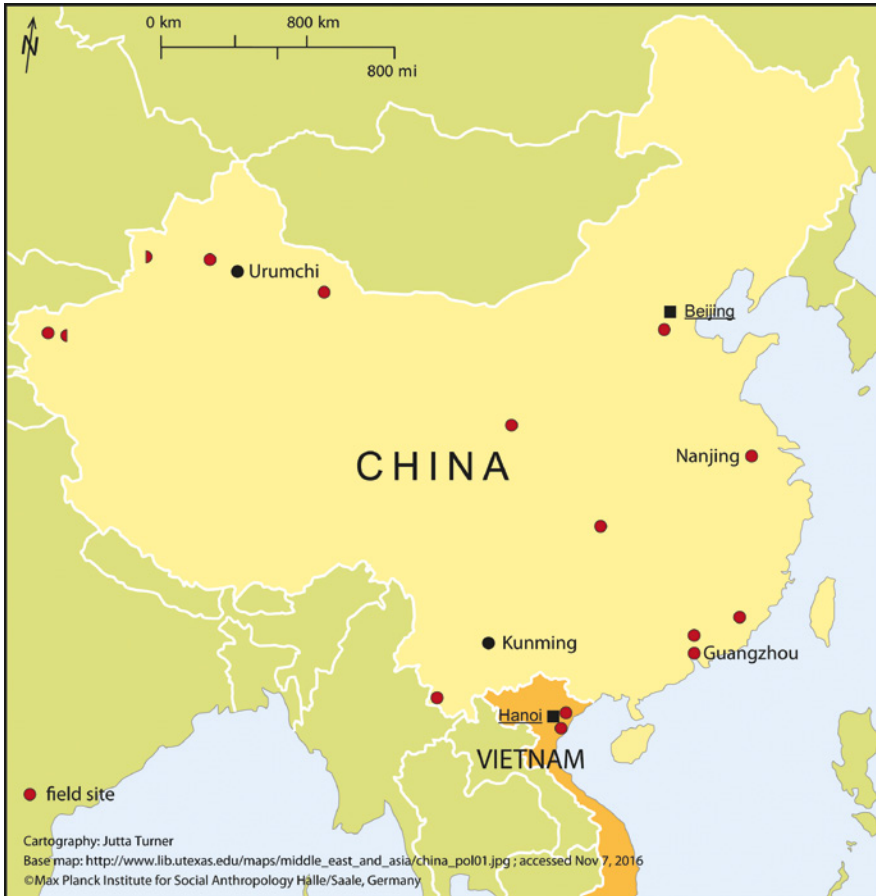 0 km 800 km
N
800 mi
Urumchi
Beijing
CHINA
Nanjing
Kunming
Guangzhou
Hanoi
VIETNAM
field site
Cartography: Jutta Turner
Base map: http://www.lib.utexas.edu/maps/middle_east_and_asia/china_pol01.jpg ; accessed Nov 7, 2016
©Max Planck Institute for Social Anthropology Halle/Saale, Germany